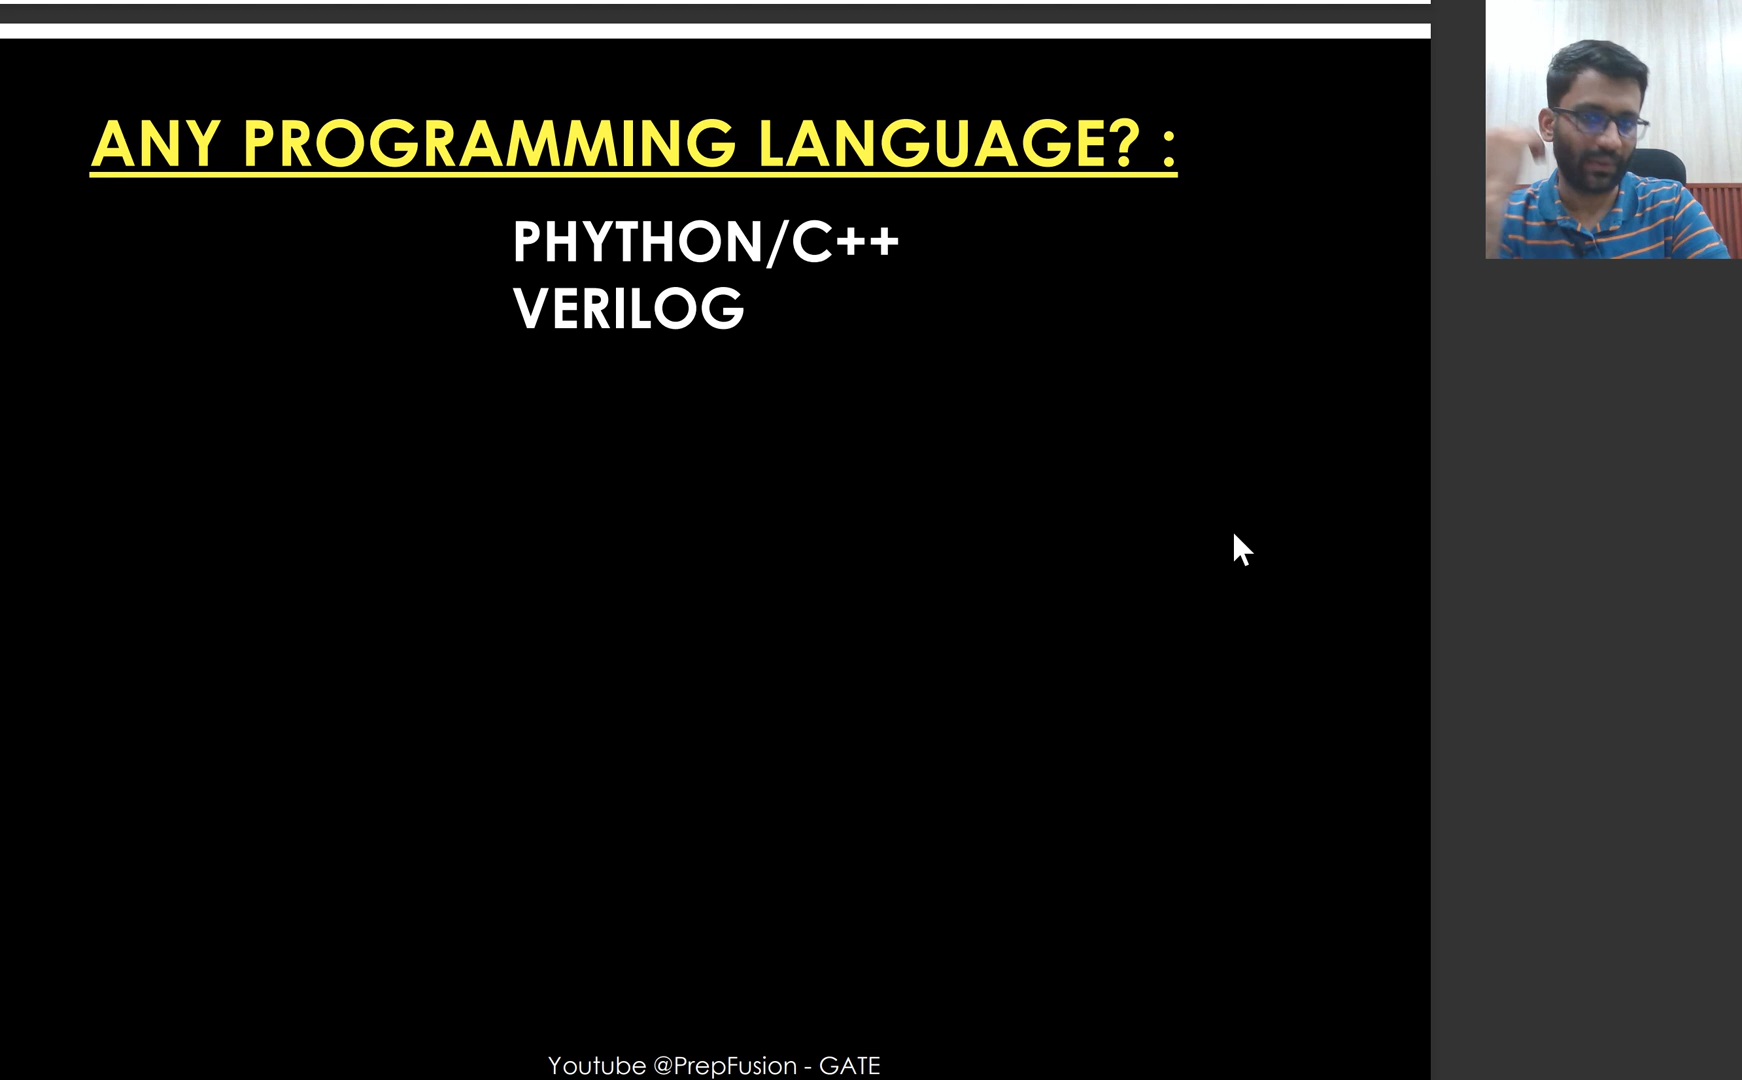 ANY PROGRAMMING LANGUAGE? :
PHYTHON/C++
VERILOG
Youtube @PrepFusion - GATE